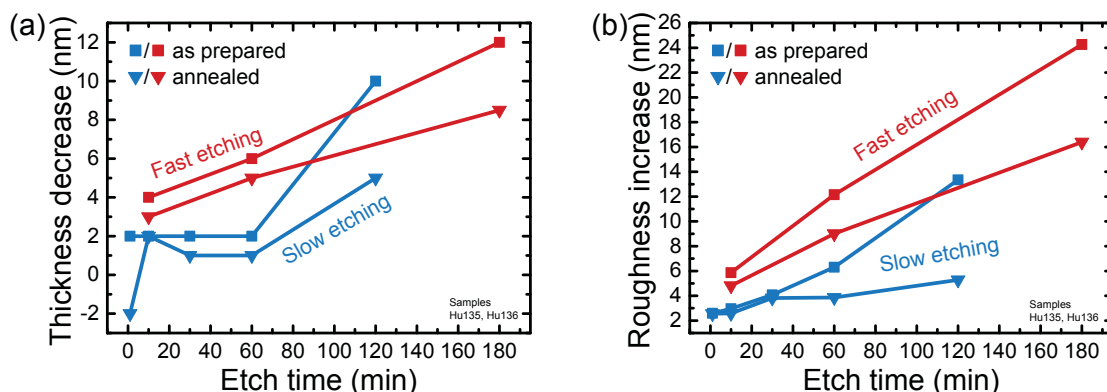 (a)
Thickness decrease (nm)
12
10
8
6
4
2
0
-2
/ as prepared
/ annealed
Fast etching
Slow etching
Samples
Hu135, Hu136
0 20 40 60 80 100 120 140 160 180
Etch time (min)
(b)
Roughness increase (nm)
26
24
22
20
18
16
14
12
10
8
6
4
2
/ as prepared
/ annealed
Fast etching
Slow etching
Samples
Hu135, Hu136
0 20 40 60 80 100 120 140 160 180
Etch time (min)